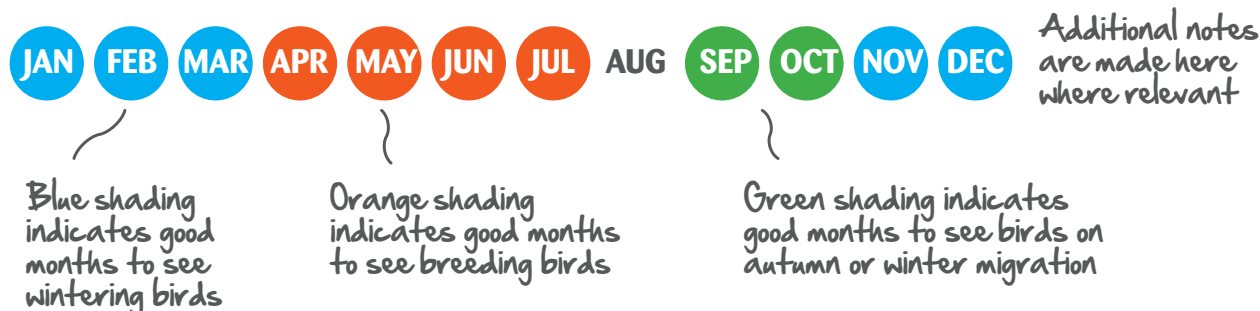 JAN FEB MAR APR MAY JUN JUL AUG SEP OCT NOV DEC
Additional notes
are made here
where relevant
Blue shading
indicates good
months to see
wintering birds
Orange shading
indicates good months
to see breeding birds
Green shading indicates
good months to see birds on
autumn or winter migration